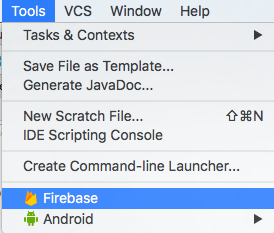 Tools VCS Window Help
Tasks & Contexts
Save File as Template...
Generate JavaDoc...
New Scratch File... ⇧⌘N
IDE Scripting Console
Create Command-line Launcher...
Firebase
Android